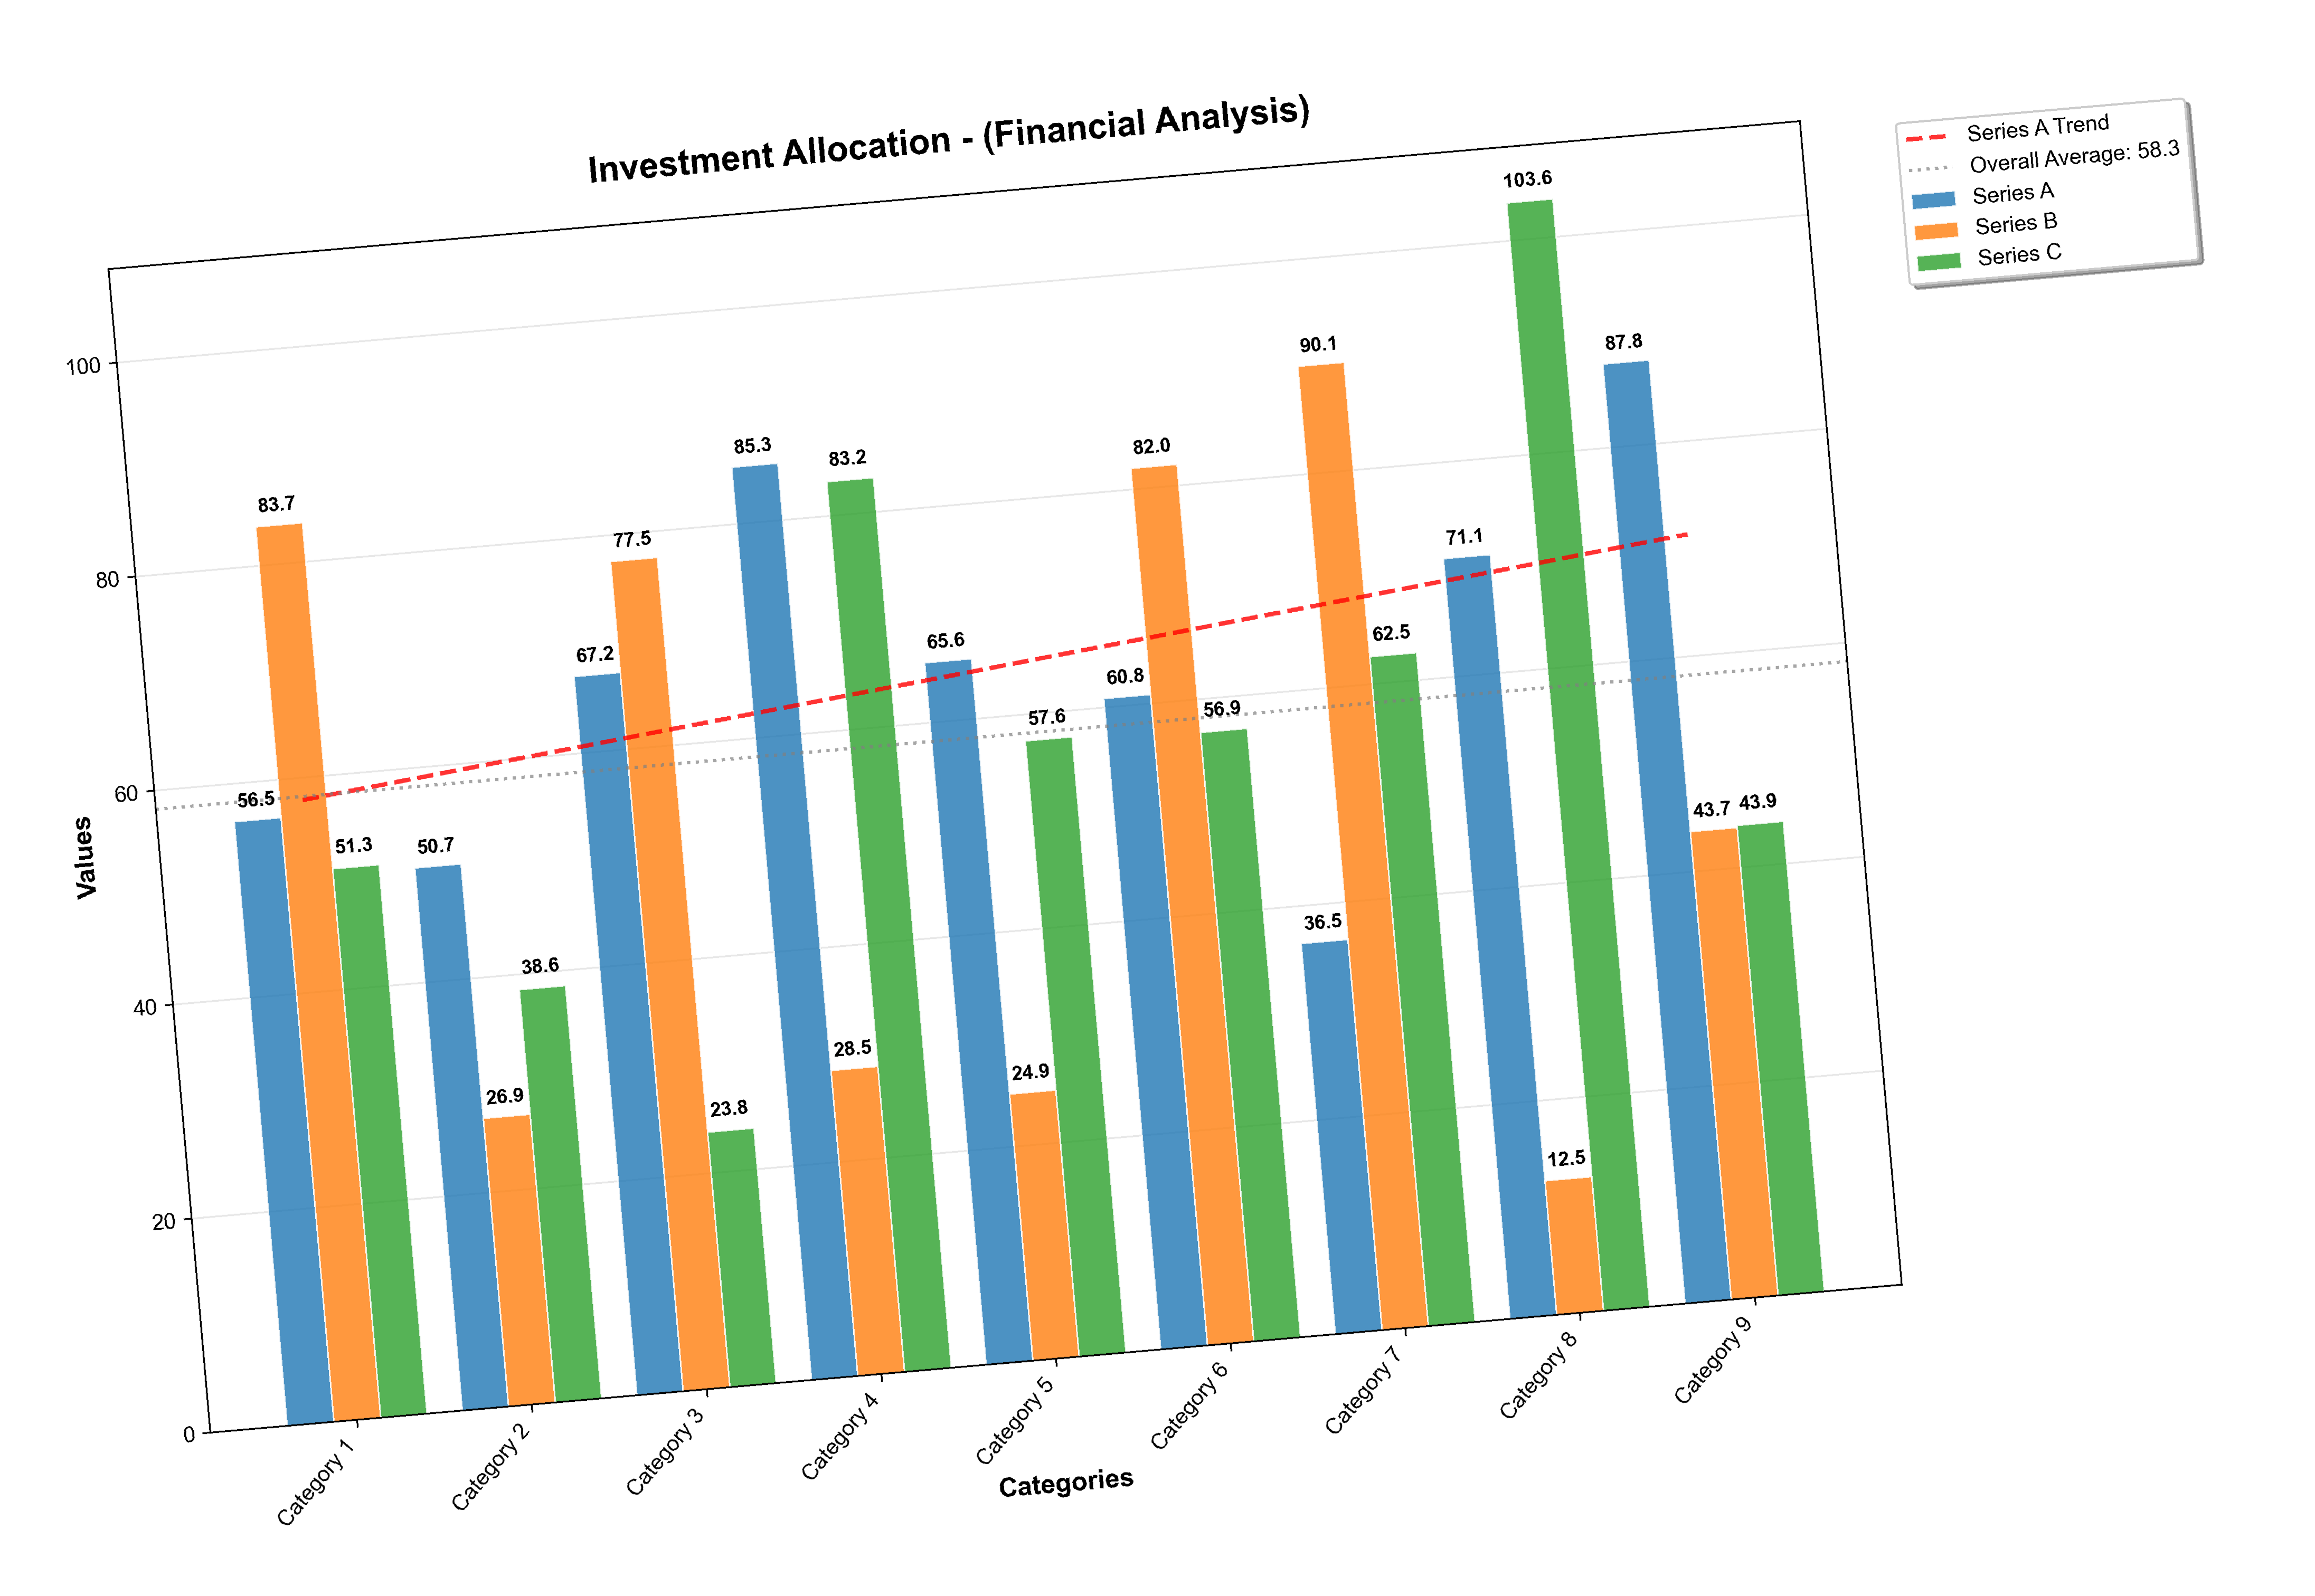 Investment Allocation - (Financial Analysis)
Series A Trend
Overall Average: 58.3
Series A
Series B
Series C
Values
100
80
60
40
20
0
56.5
83.7
51.3
50.7
26.9
38.6
67.2
77.5
23.8
85.3
28.5
83.2
65.6
24.9
57.6
60.8
82.0
56.9
36.5
90.1
62.5
71.1
12.5
103.6
87.8
43.7
43.9
Category 1
Category 2
Category 3
Category 4
Category 5
Category 6
Category 7
Category 8
Category 9
Categories